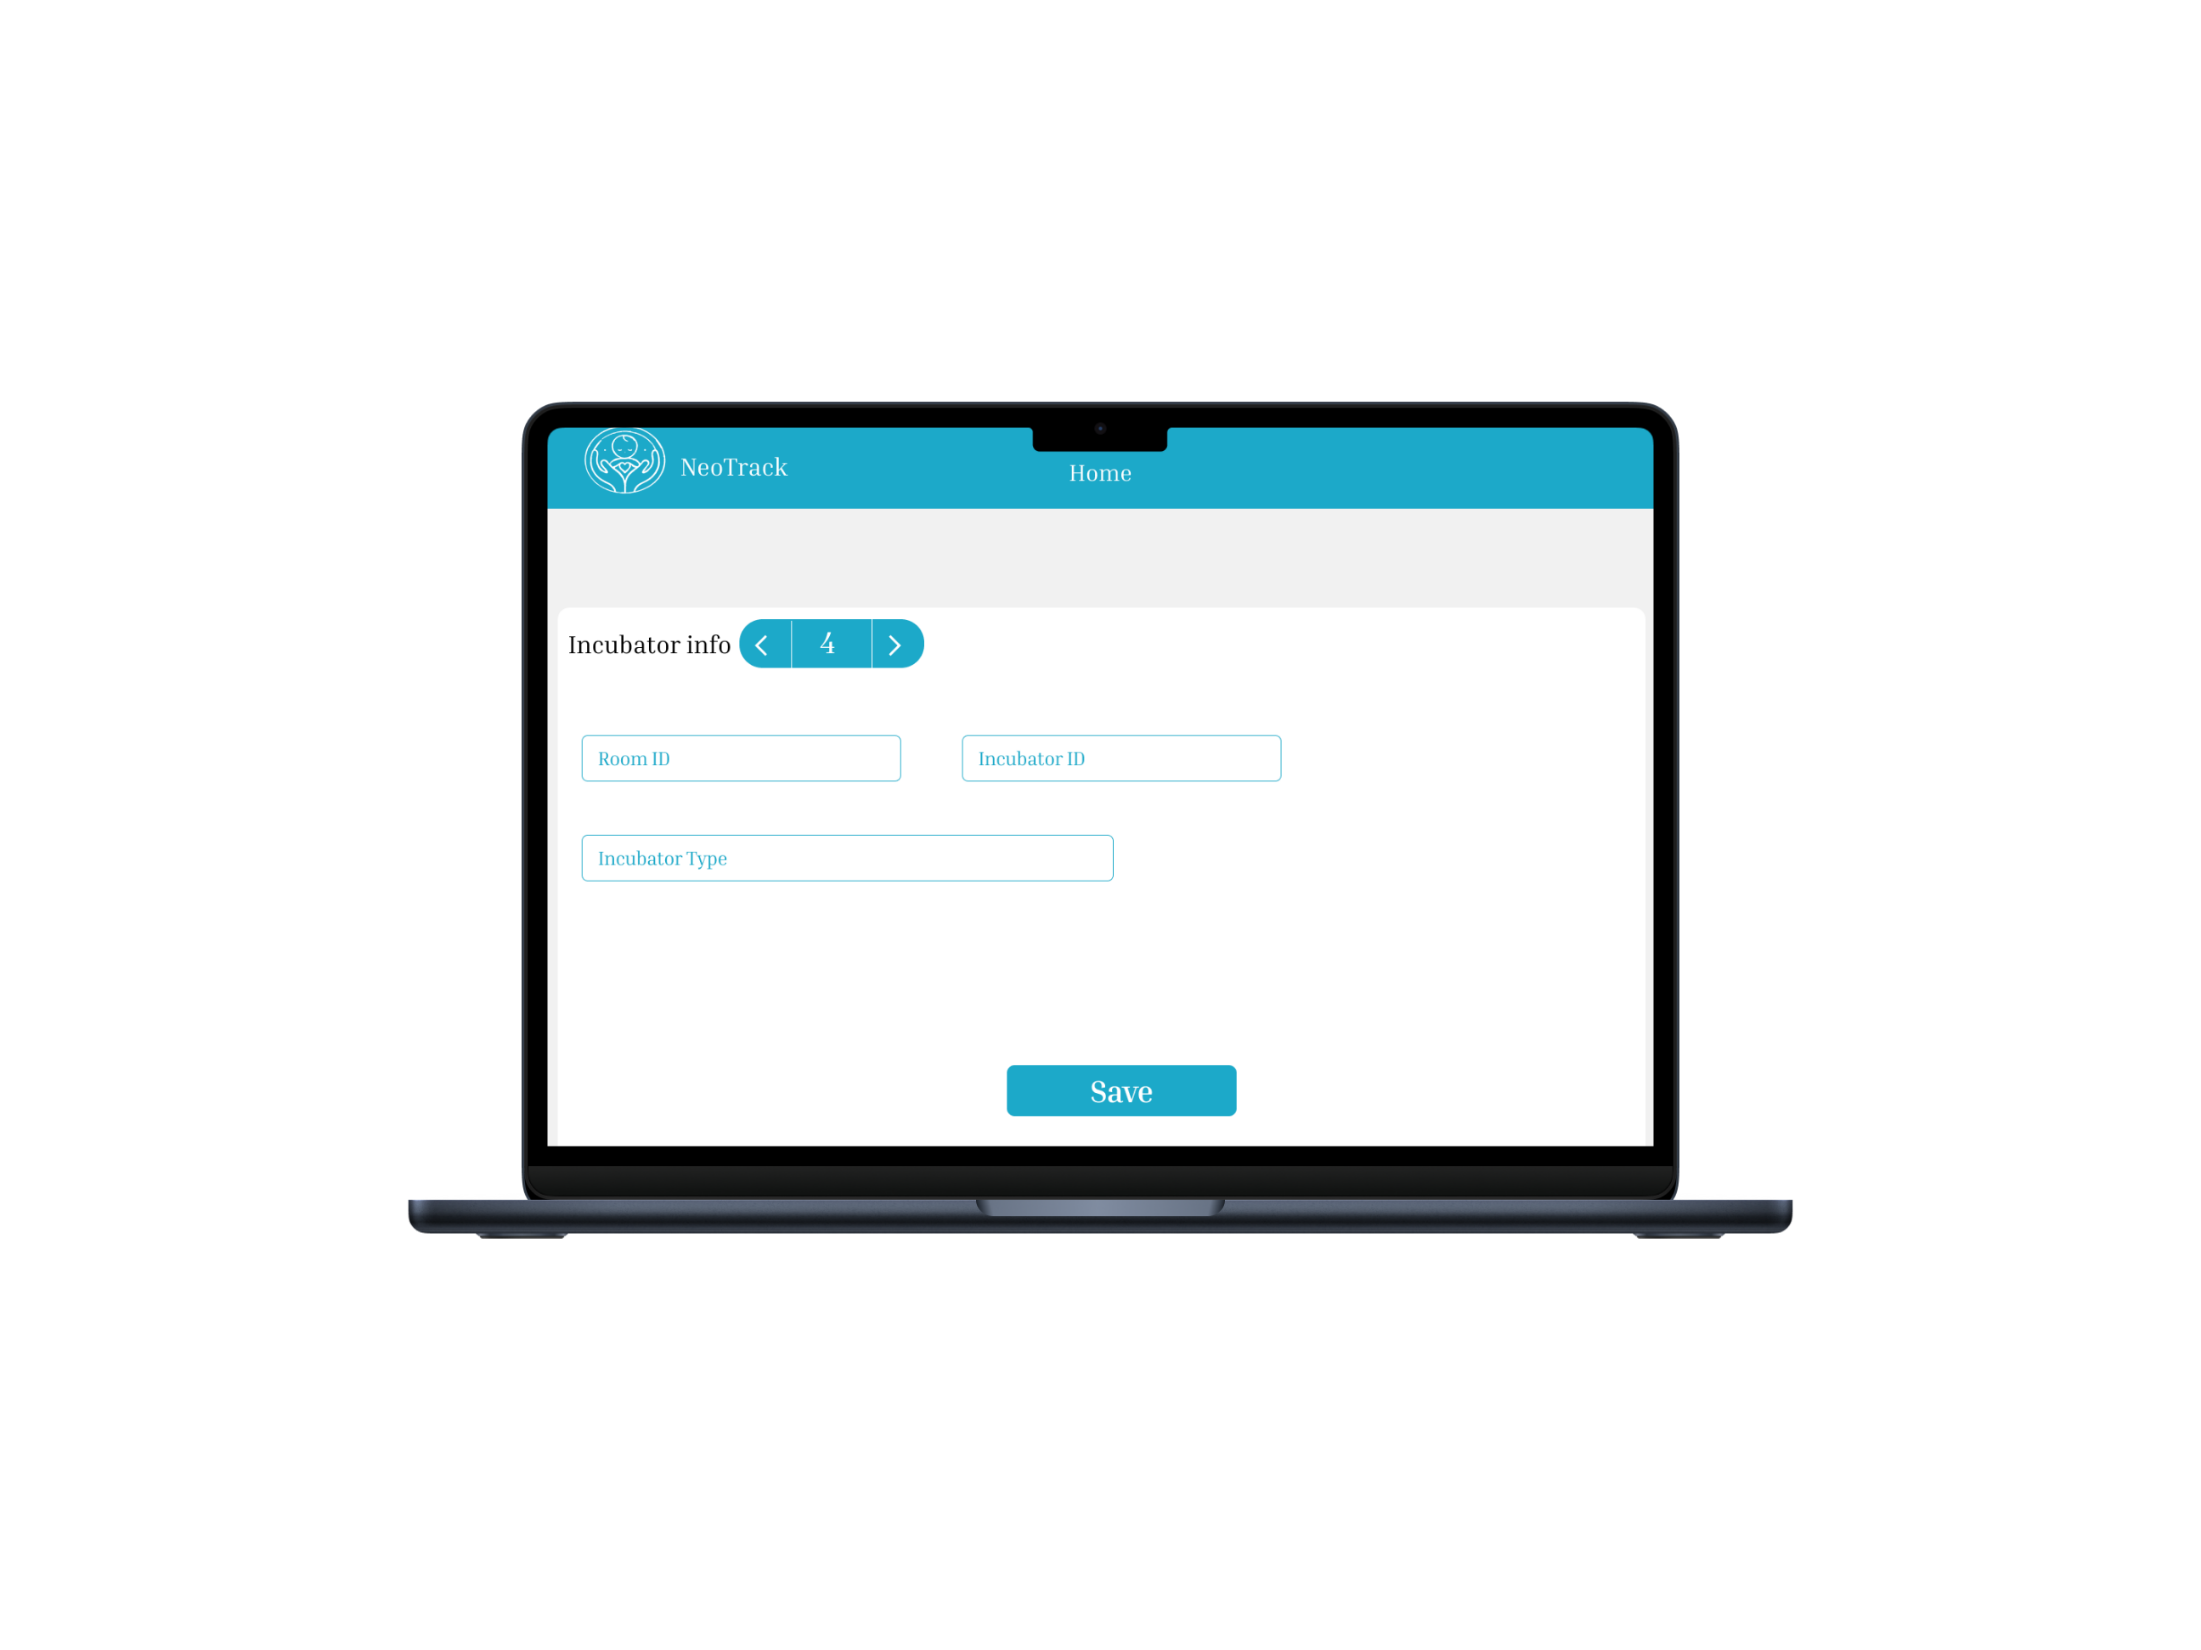 NeoTrack
Home
Incubator info 4
Room ID
Incubator ID
Incubator Type
Save